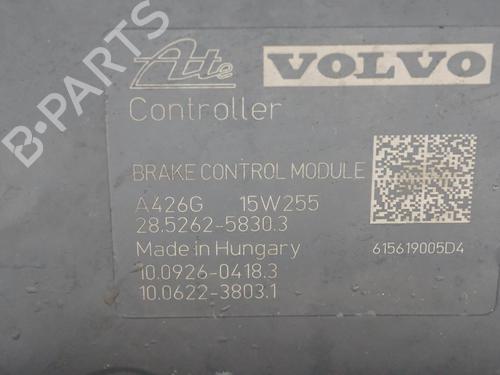 B-PARTS
Ate VOLVO
Controller
BRAKE CONTROL MODULE
A426G 15W255
28.5262-5830.3
Made in Hungary 615619005D4
10.0926-0418.3
10.0622-3803.1
B-PARTS